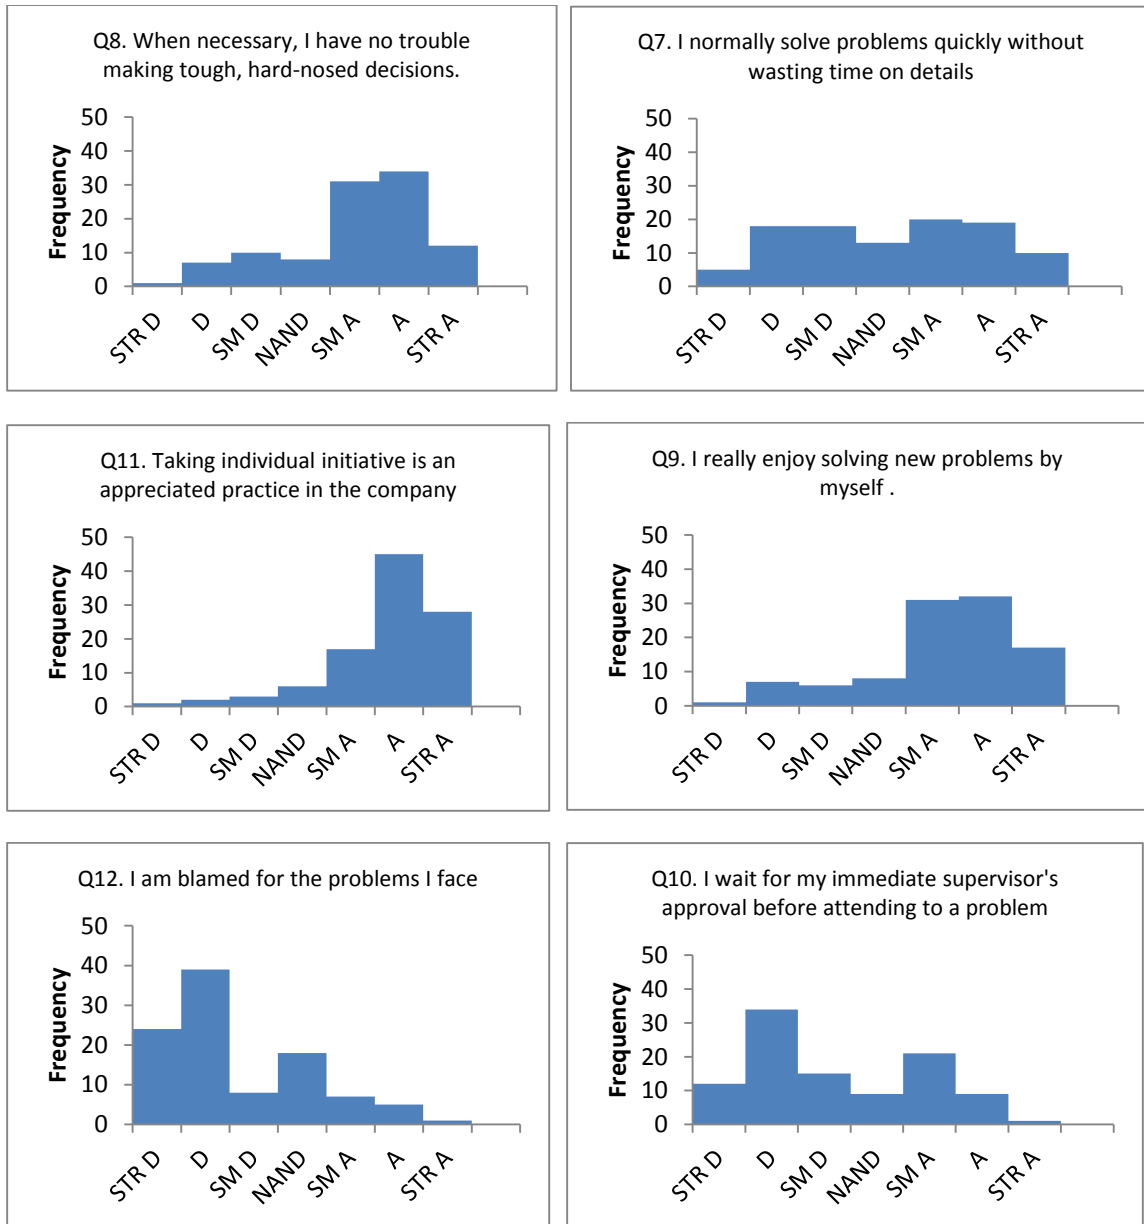 Q8. When necessary, I have no trouble
making tough, hard-nosed decisions.
50
40
30
20
10
0
Frequency
STR D
D
SM D
NAND
SM A
A
STR A
Q7. I normally solve problems quickly without
wasting time on details
50
40
30
20
10
0
Frequency
STR D
D
SM D
NAND
SM A
A
STR A
Q11. Taking individual initiative is an
appreciated practice in the company
50
40
30
20
10
0
Frequency
STR D
D
SM D
NAND
SM A
A
STR A
Q9. I really enjoy solving new problems by
myself .
50
40
30
20
10
0
Frequency
STR D
D
SM D
NAND
SM A
A
STR A
Q12. I am blamed for the problems I face
50
40
30
20
10
0
Frequency
STR D
D
SM D
NAND
SM A
A
STR A
Q10. I wait for my immediate supervisor's
approval before attending to a problem
50
40
30
20
10
0
Frequency
STR D
D
SM D
NAND
SM A
A
STR A